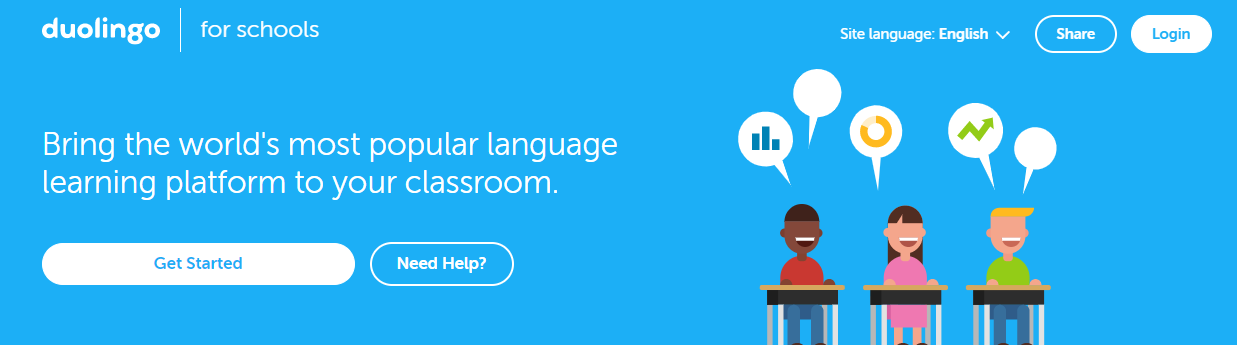 duolingo for schools
Site language: English
Share
Login
Bring the world's most popular language
learning platform to your classroom.
Get Started
Need Help?